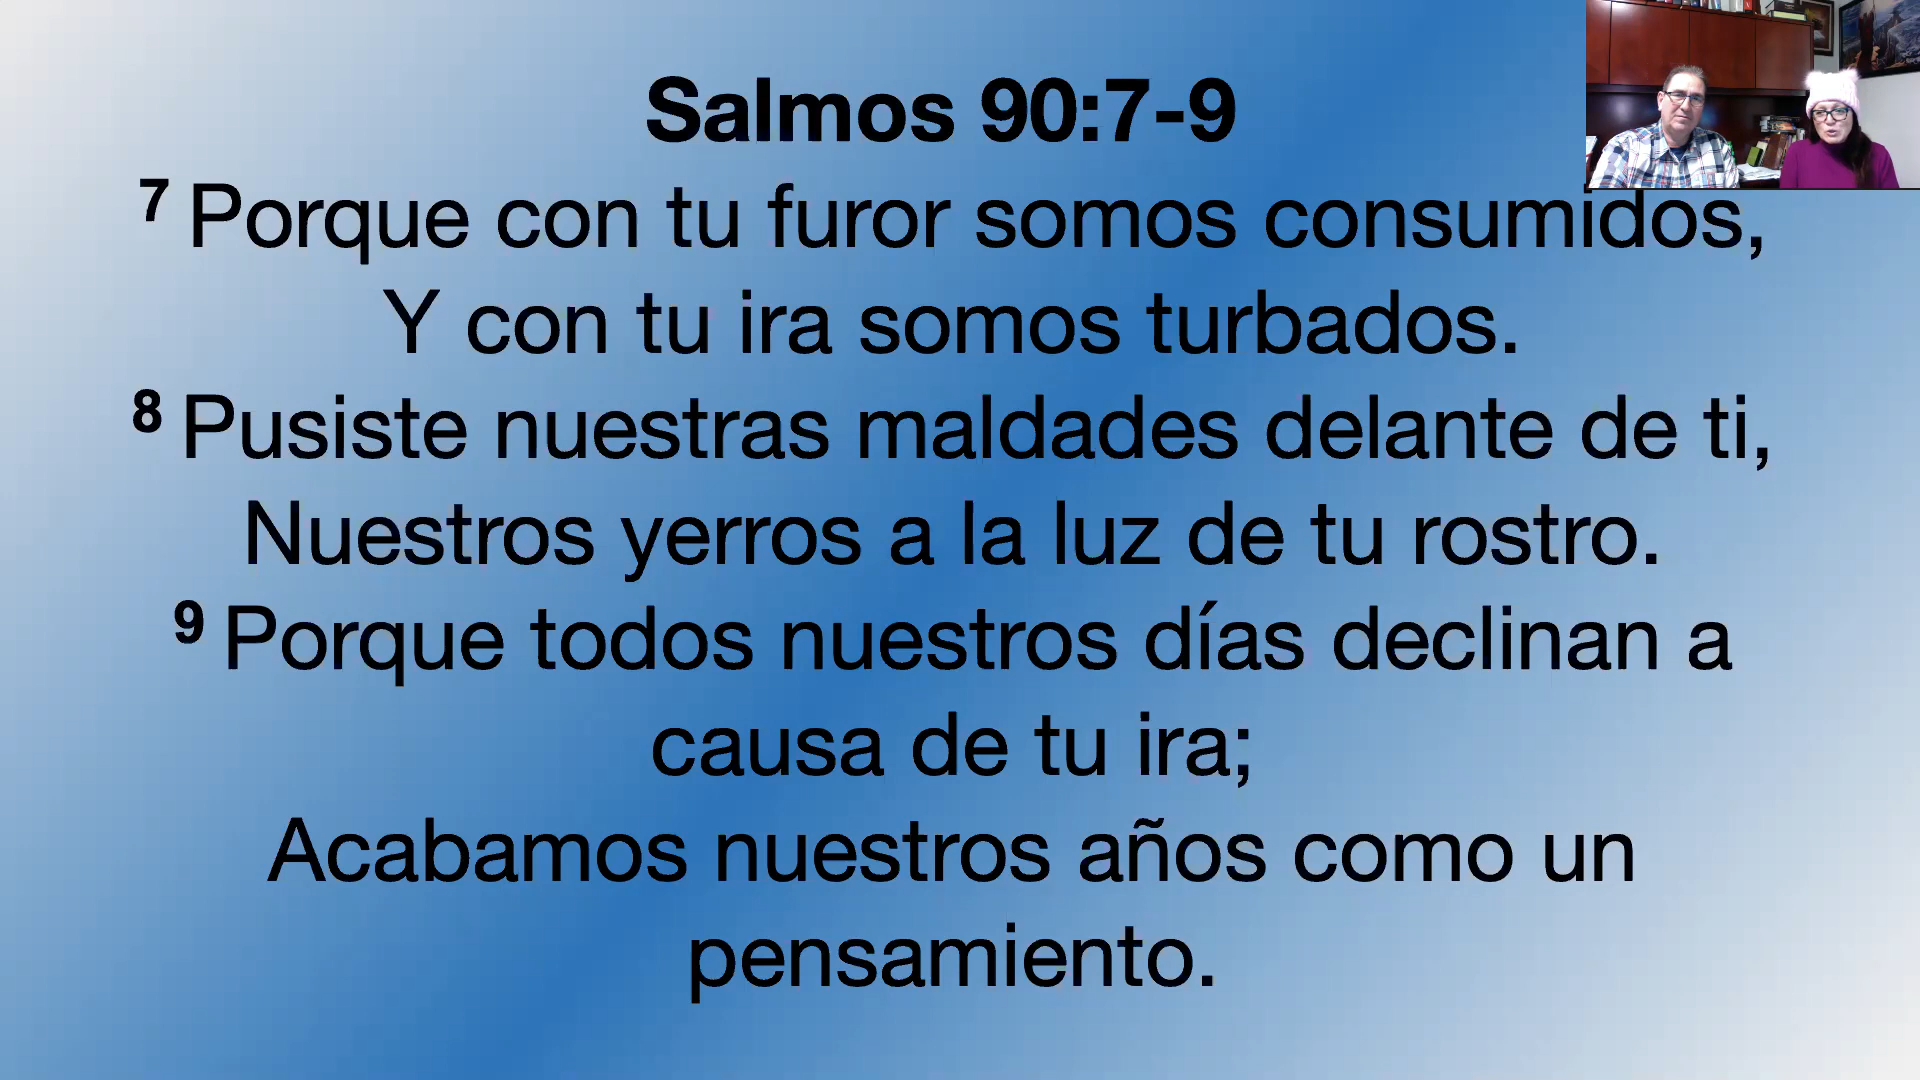 Salmos 90:7-9
7 Porque con tu furor somos consumidos,
Y con tu ira somos turbados.
8 Pusiste nuestras maldades delante de ti,
Nuestros yerros a la luz de tu rostro.
9 Porque todos nuestros días declinan a
causa de tu ira;
Acabamos nuestros años como un
pensamiento.